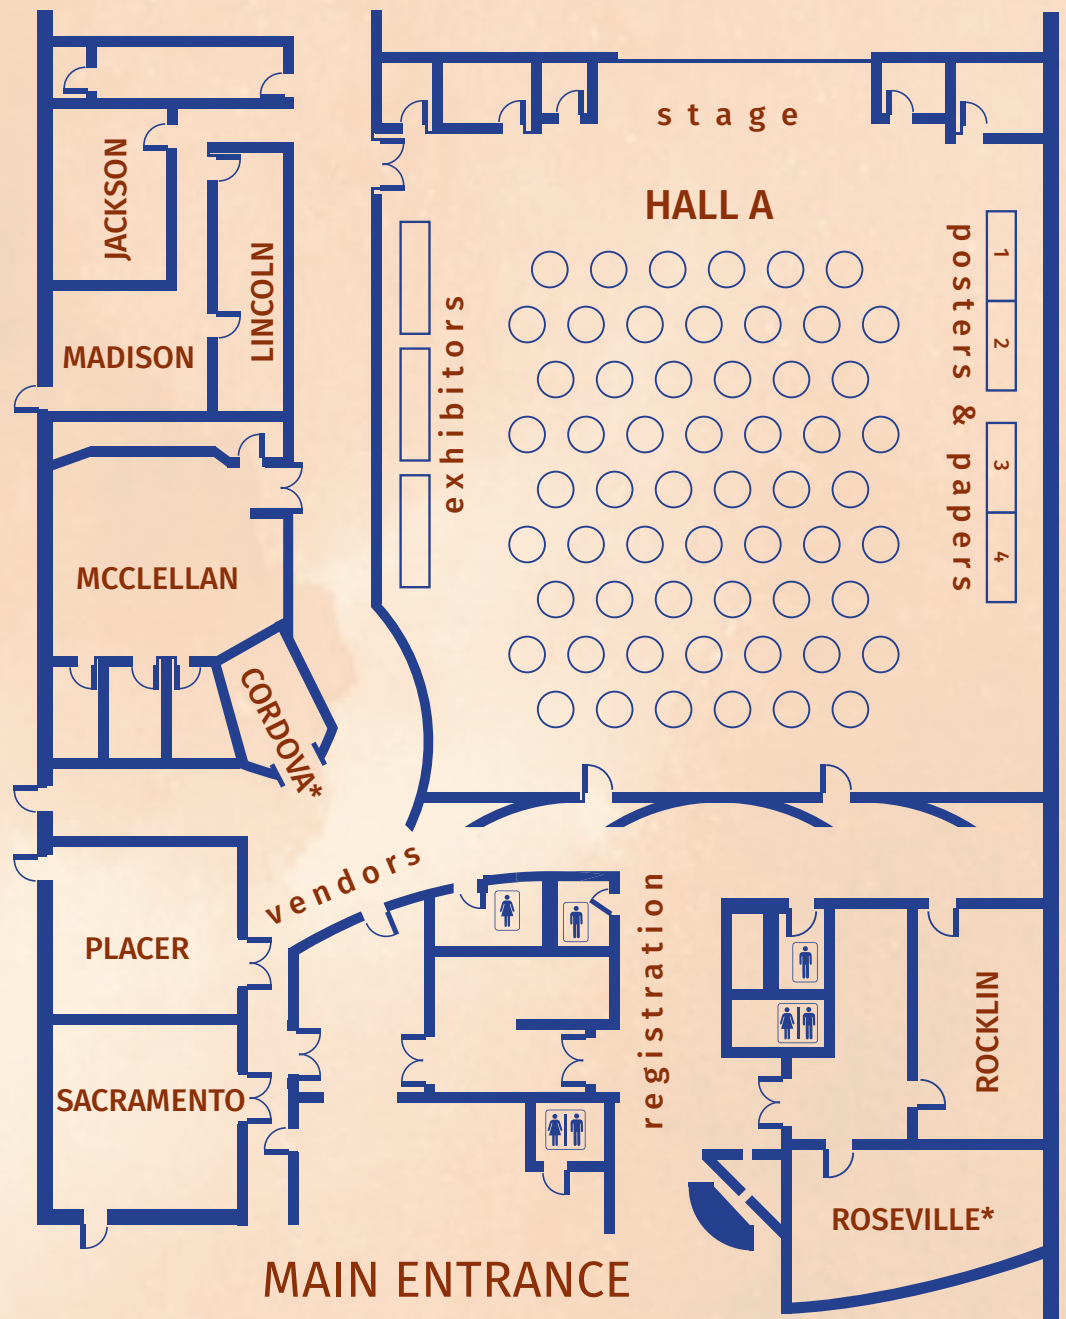 stage
HALL A
JACKSON
LINCOLN
MADISON
exhibitors
posters & papers
1
2
3
4
MCCLELLAN
CORDOVA*
vendors
PLACER
registration
SACRAMENTO
ROCKLIN
ROSEVILLE*
MAIN ENTRANCE